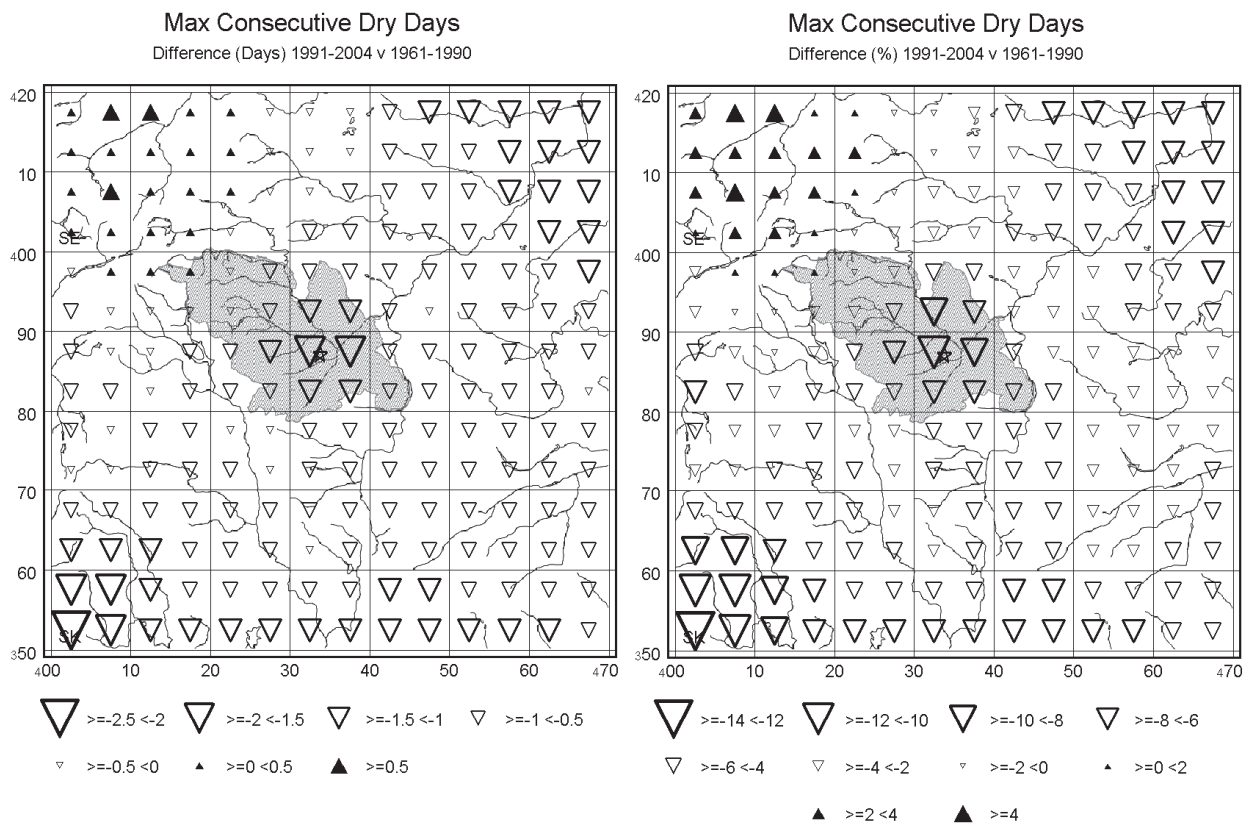 Max Consecutive Dry Days
Difference (Days) 1991-2004 v 1961-1990
420
10
400
90
80
70
60
350
400 10 20 30 40 50 60 470
SE
SK
>=-2.5 <-2 >=-2 <-1.5 >=-1.5 <-1 >=-1 <-0.5
>=-0.5 <0 >=0 <0.5 >=0.5
Max Consecutive Dry Days
Difference (%) 1991-2004 v 1961-1990
420
10
400
90
80
70
60
350
400 10 20 30 40 50 60 470
SE
SK
>=-14 <-12 >=-12 <-10 >=-10 <-8 >=-8 <-6
>=-6 <-4 >=-4 <-2 >=-2 <0 >=0 <2
>=2 <4 >=4